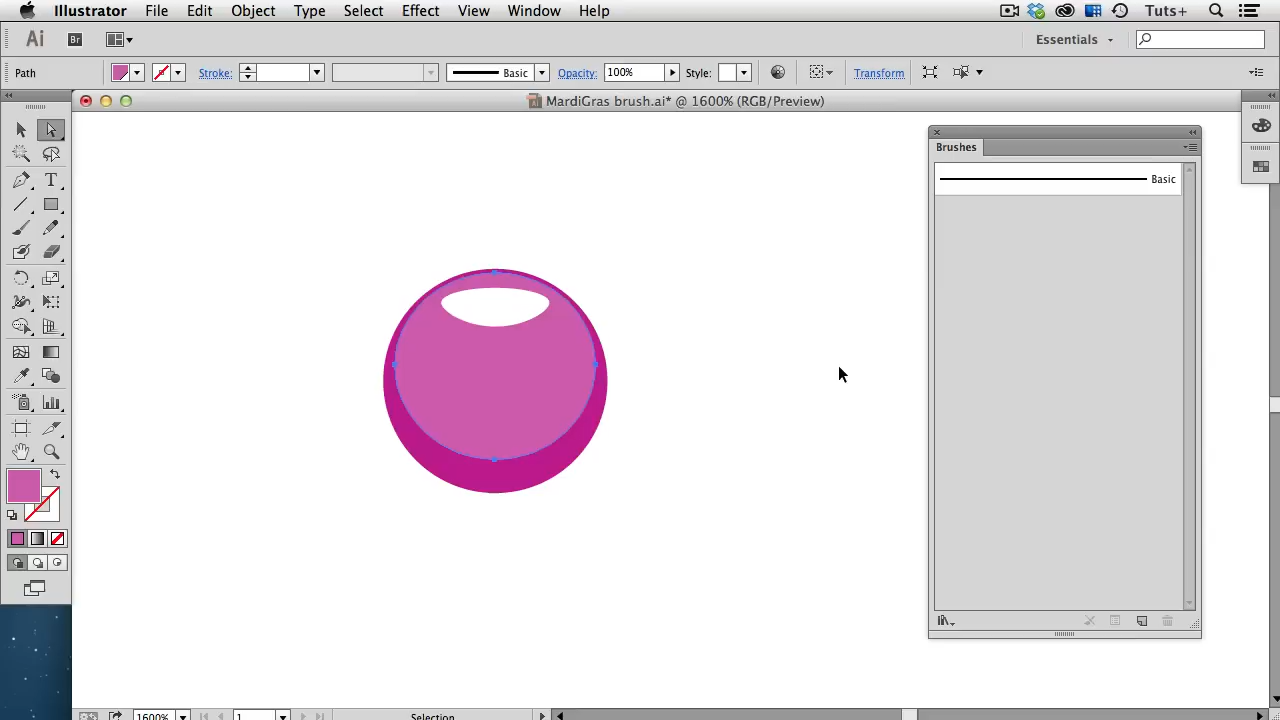 Illustrator File Edit Object Type Select Effect View Window Help Tuts+
Ai Br Essentials
Path Stroke: Basic Opacity: 100% Style: Transform
MardiGras brush.ai* @ 1600% (RGB/Preview)
Brushes
Basic
T
1600% 1 Selection